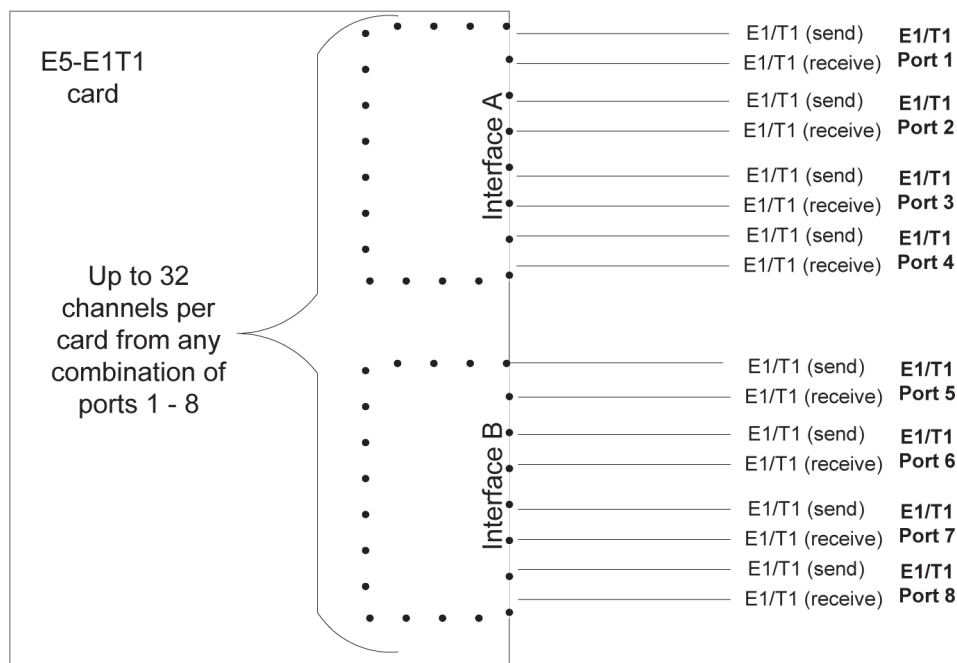 E5-E1T1
card
Up to 32
channels per
card from any
combination of
ports 1 - 8
Interface A
E1/T1 (send) E1/T1
E1/T1 (receive) Port 1
E1/T1 (send) E1/T1
E1/T1 (receive) Port 2
E1/T1 (send) E1/T1
E1/T1 (receive) Port 3
E1/T1 (send) E1/T1
E1/T1 (receive) Port 4
Interface B
E1/T1 (send) E1/T1
E1/T1 (receive) Port 5
E1/T1 (send) E1/T1
E1/T1 (receive) Port 6
E1/T1 (send) E1/T1
E1/T1 (receive) Port 7
E1/T1 (send) E1/T1
E1/T1 (receive) Port 8